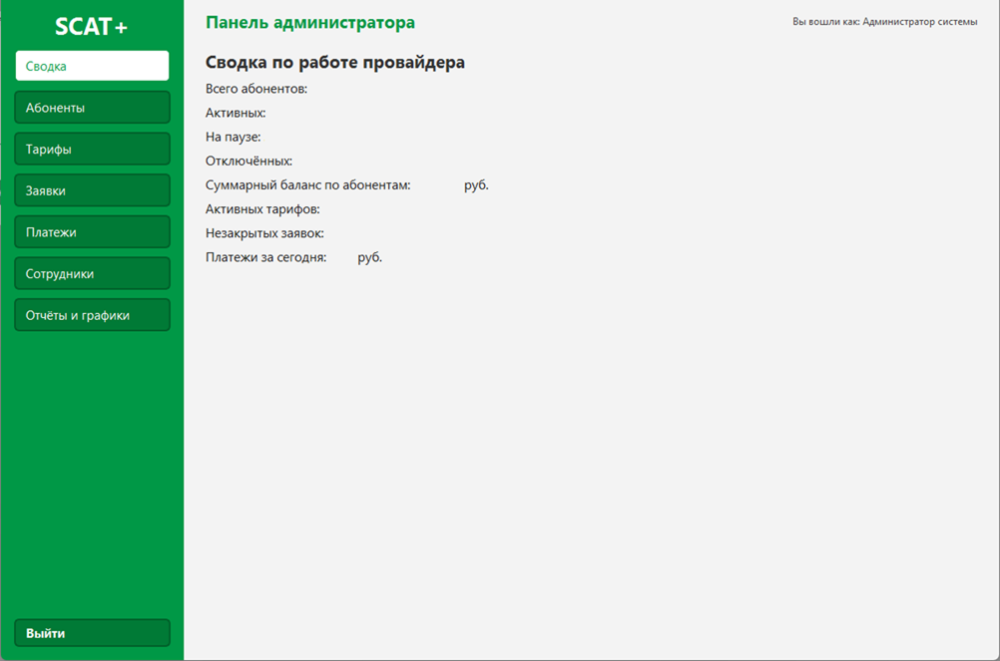 SCAT+
Сводка
Абоненты
Тарифы
Заявки
Платежи
Сотрудники
Отчёты и графики
Выйти
Панель администратора
Вы вошли как: Администратор системы
Сводка по работе провайдера
Всего абонентов:
Активных:
На паузе:
Отключённых:
Суммарный баланс по абонентам: руб.
Активных тарифов:
Незакрытых заявок:
Платежи за сегодня: руб.